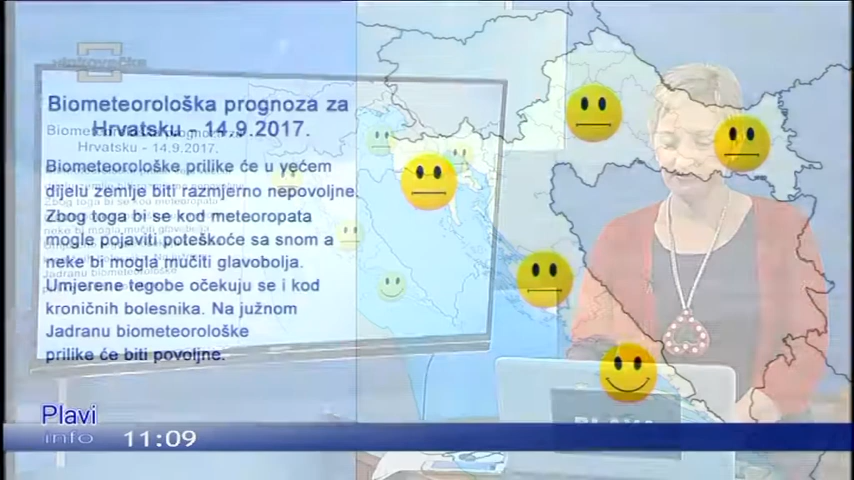 vinkovačka
Biometeorološka prognoza za
Hrvatsku - 14.9.2017.
Biometeorološke prilike će u većem
dijelu zemlje biti razmjerno nepovoljne.
Zbog toga bi se kod meteoropata
mogle pojaviti poteškoće sa snom a
neke bi mogla mučiti glavobolja.
Umjerene tegobe očekuju se i kod
kroničnih bolesnika. Na južnom
Jadranu biometeorološke
prilike će biti povoljne.
Plavi
info 11:09